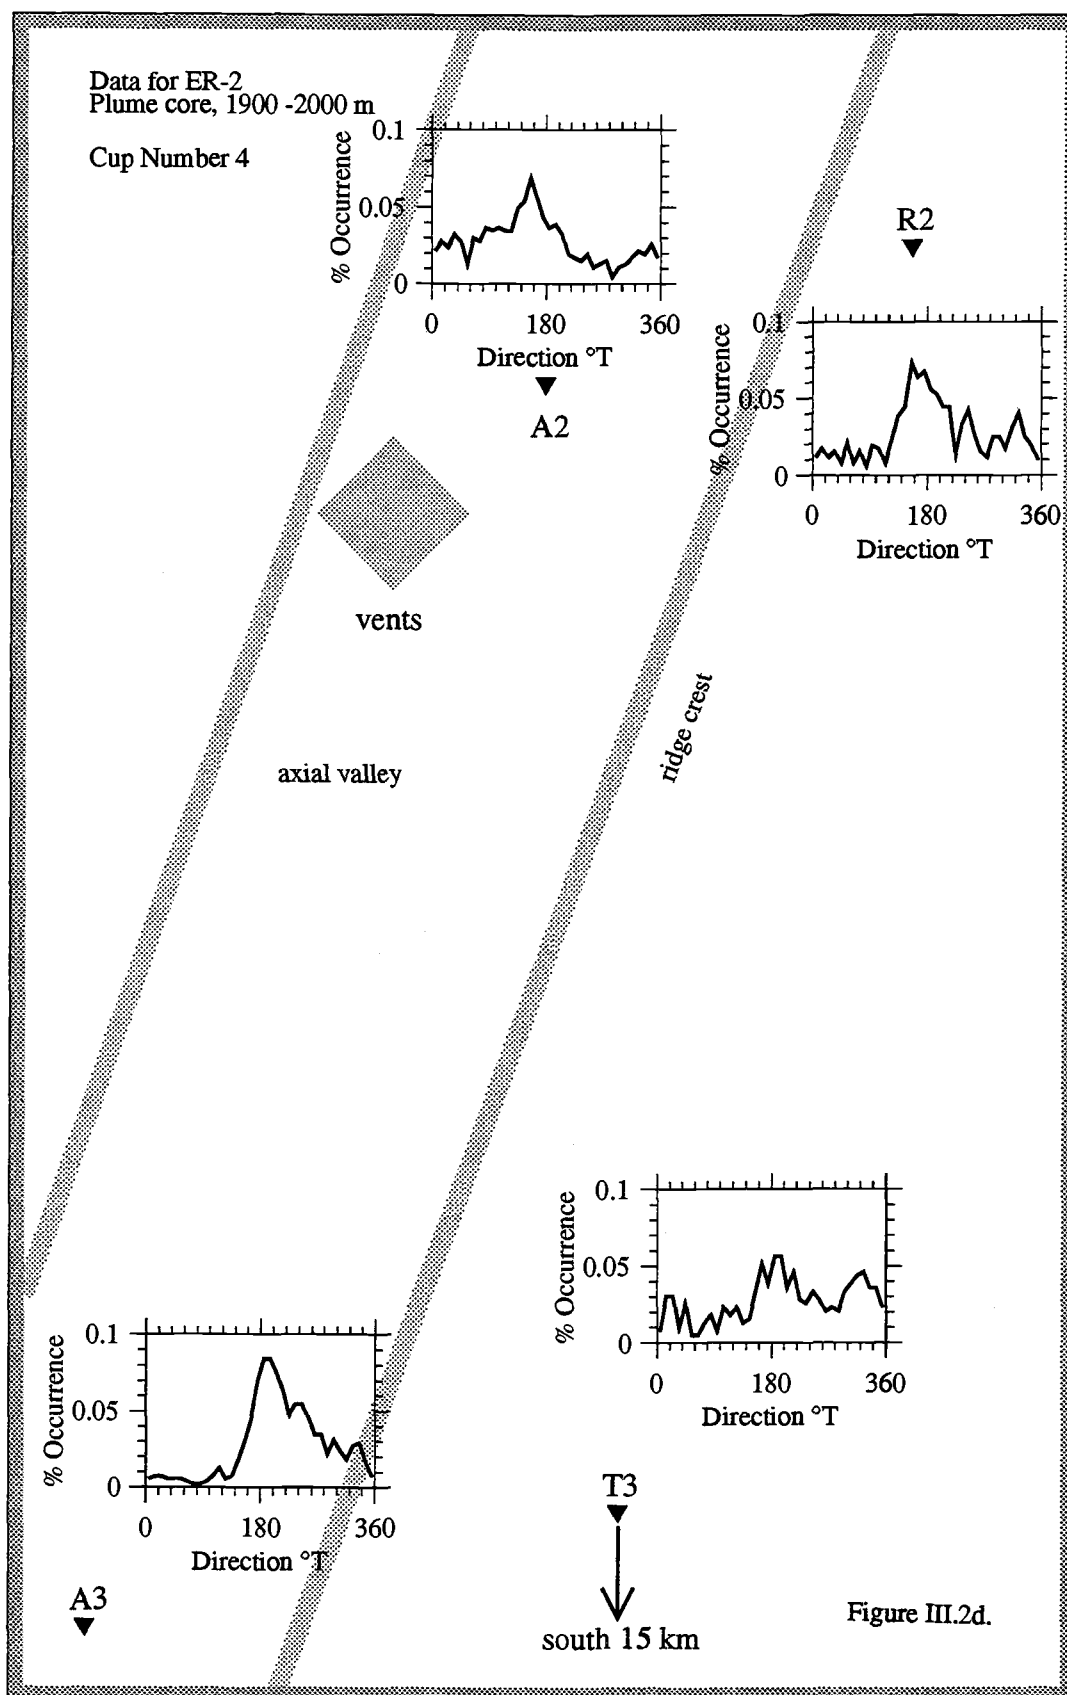 Data for ER-2
Plume core, 1900 -2000 m
Cup Number 4
% Occurrence
0.1
0.05
0
0 180 360
Direction °T
A2
R2
% Occurrence
0.1
0.05
0
0 180 360
Direction °T
vents
ridge crest
axial valley
% Occurrence
0.1
0.05
0
0 180 360
Direction °T
% Occurrence
0.1
0.05
0
0 180 360
Direction °T
T3
A3
south 15 km
Figure III.2d.